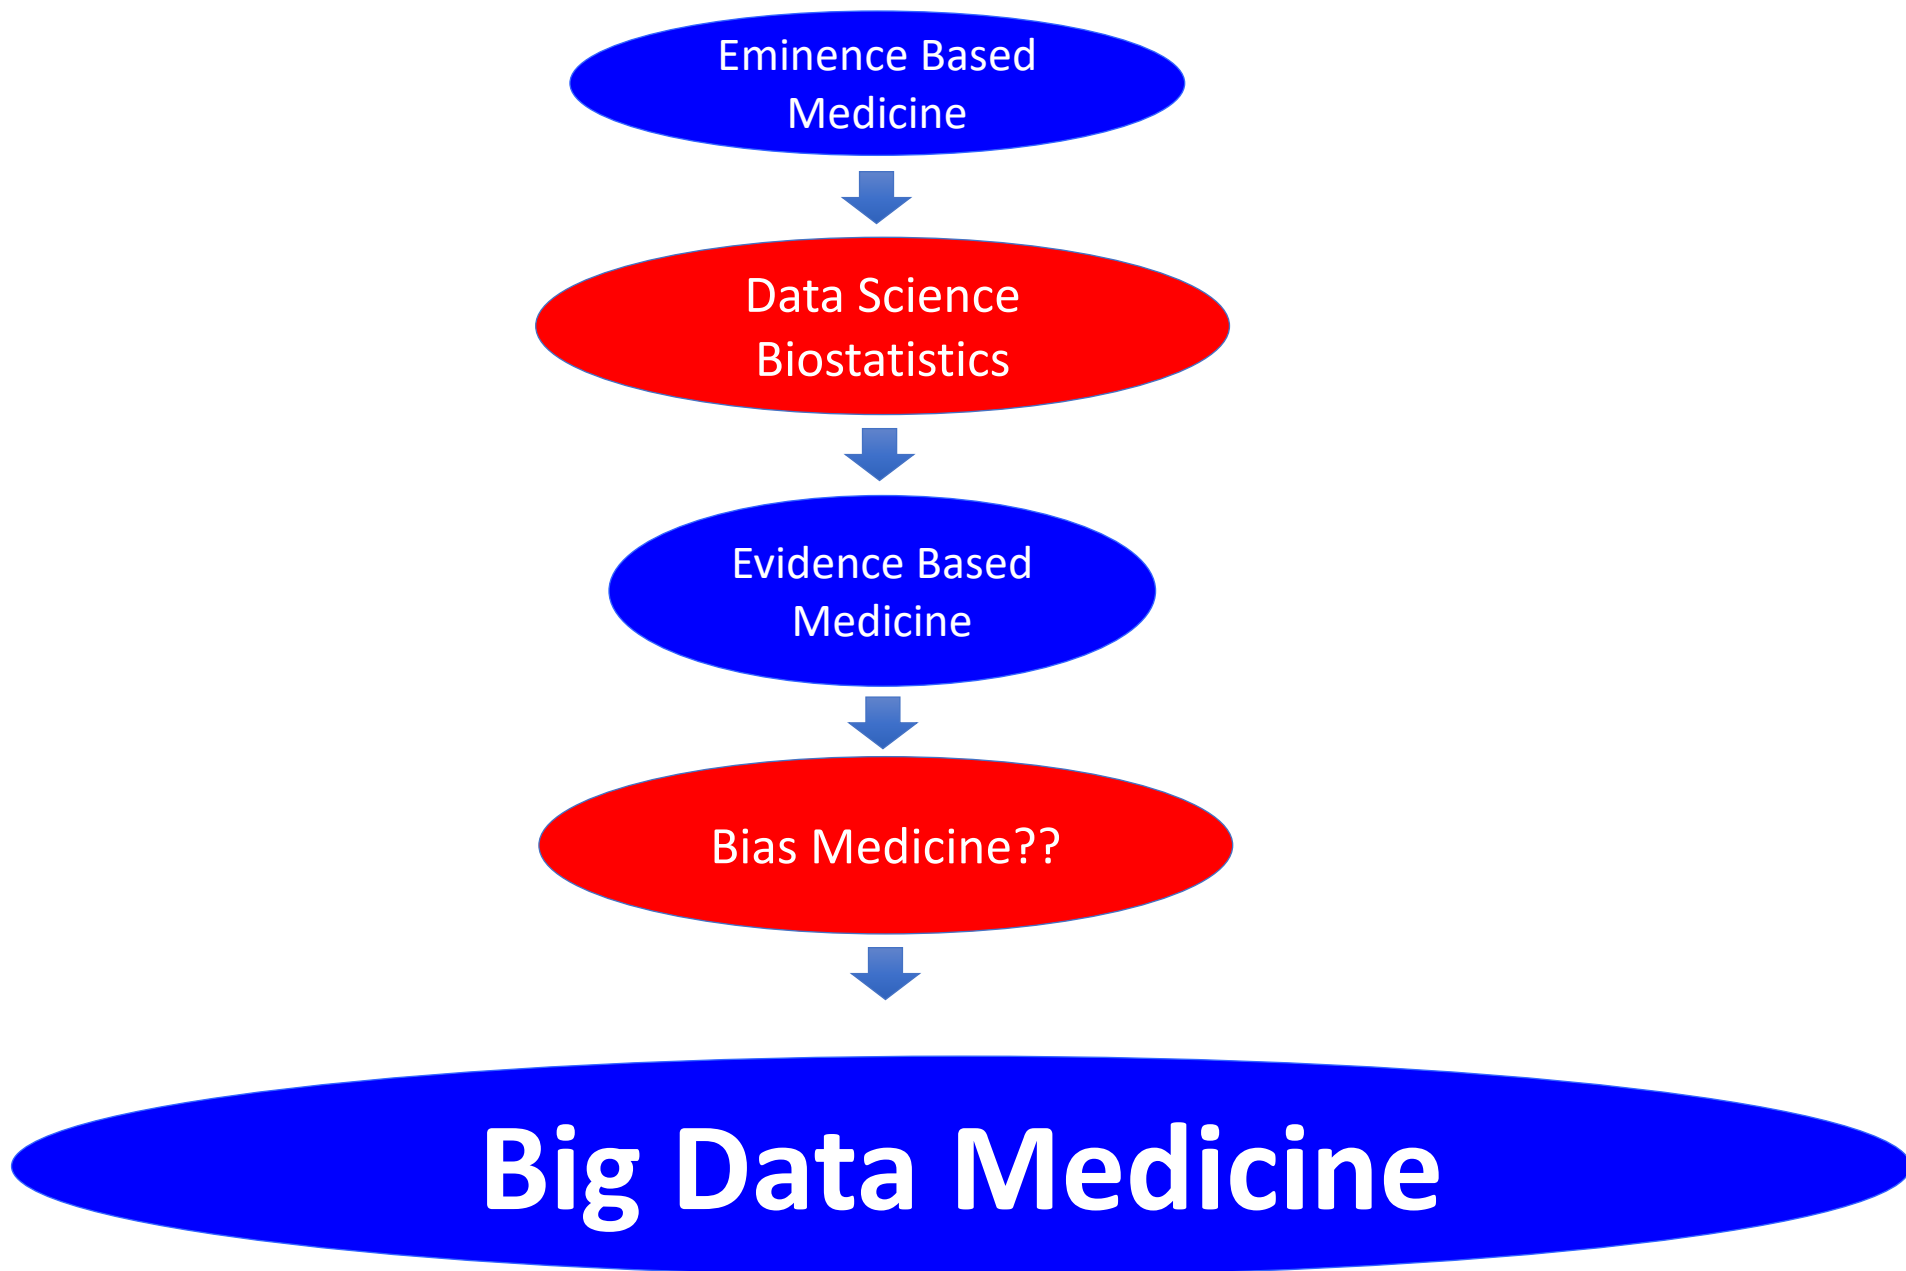 Eminence Based
Medicine
Data Science
Biostatistics
Evidence Based
Medicine
Bias Medicine??
Big Data Medicine